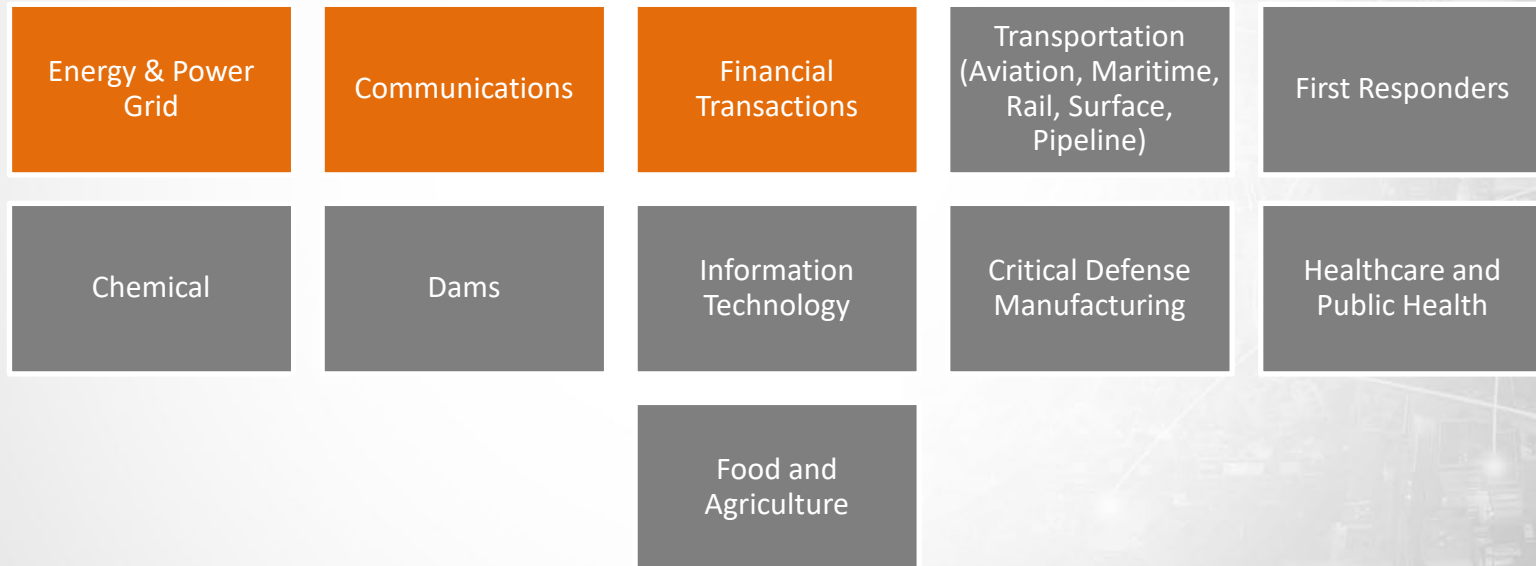 Energy & Power
Grid
Communications
Financial
Transactions
Transportation
(Aviation, Maritime,
Rail, Surface,
Pipeline)
First Responders
Chemical
Dams
Information
Technology
Critical Defense
Manufacturing
Healthcare and
Public Health
Food and
Agriculture